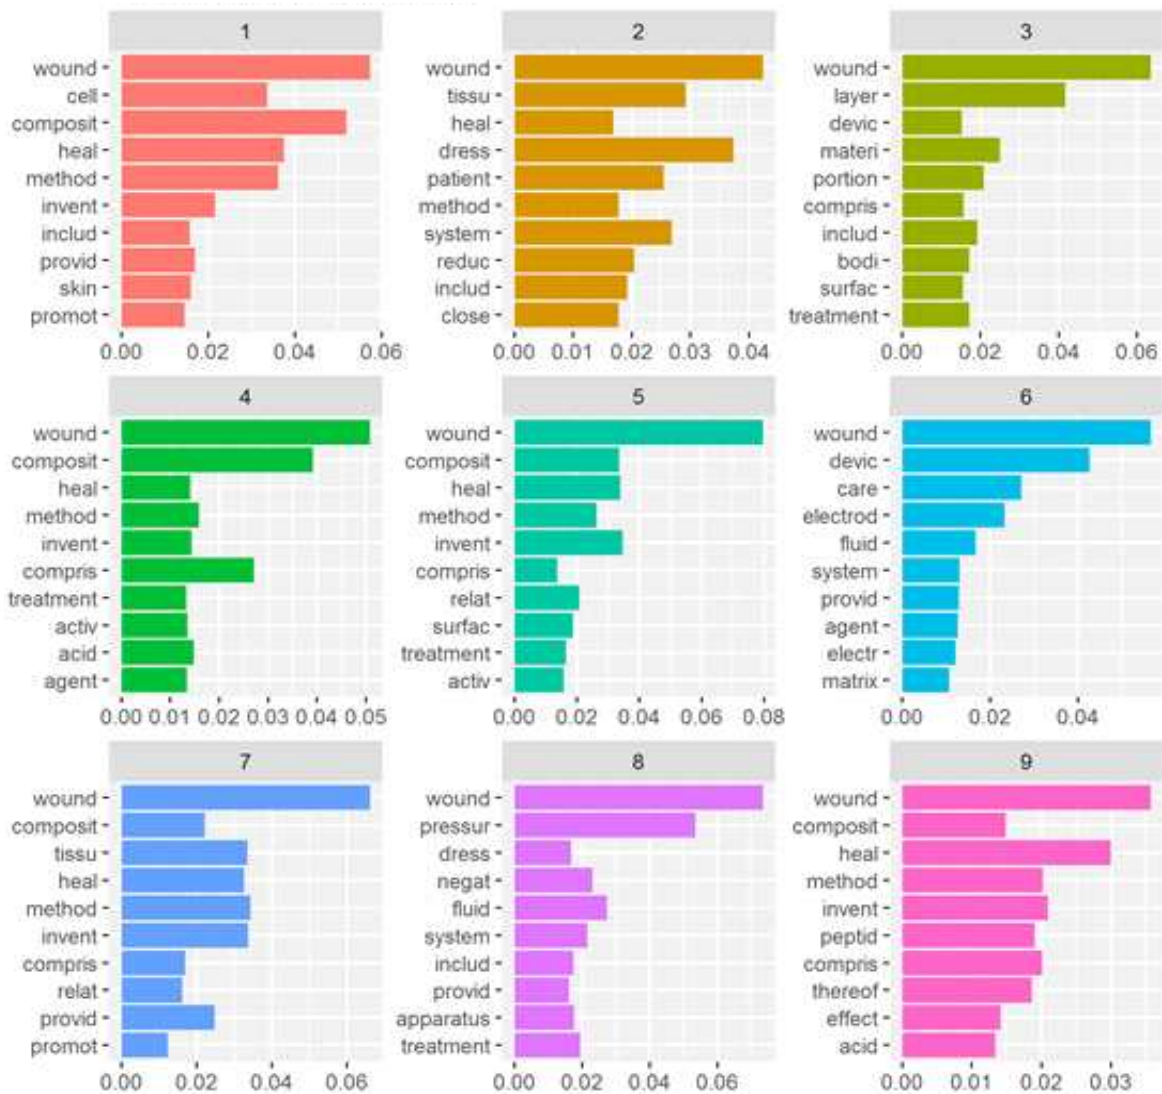 1
wound
cell
composit
heal
method
invent
includ
provid
skin
promot
0.00 0.02 0.04 0.06
2
wound
tissu
heal
dress
patient
method
system
reduc
includ
close
0.00 0.01 0.02 0.03 0.04
3
wound
layer
devic
materi
portion
compris
includ
bodi
surfac
treatment
0.00 0.02 0.04 0.06
4
wound
composit
heal
method
invent
compris
treatment
activ
acid
agent
0.00 0.01 0.02 0.03 0.04 0.05
5
wound
composit
heal
method
invent
compris
relat
surfac
treatment
activ
0.00 0.02 0.04 0.06 0.08
6
wound
devic
care
electrod
fluid
system
provid
agent
electr
matrix
0.00 0.02 0.04
7
wound
composit
tissu
heal
method
invent
compris
relat
provid
promot
0.00 0.02 0.04 0.06
8
wound
pressur
dress
negat
fluid
system
includ
provid
apparatus
treatment
0.00 0.02 0.04 0.06
9
wound
composit
heal
method
invent
peptid
compris
thereof
effect
acid
0.00 0.01 0.02 0.03